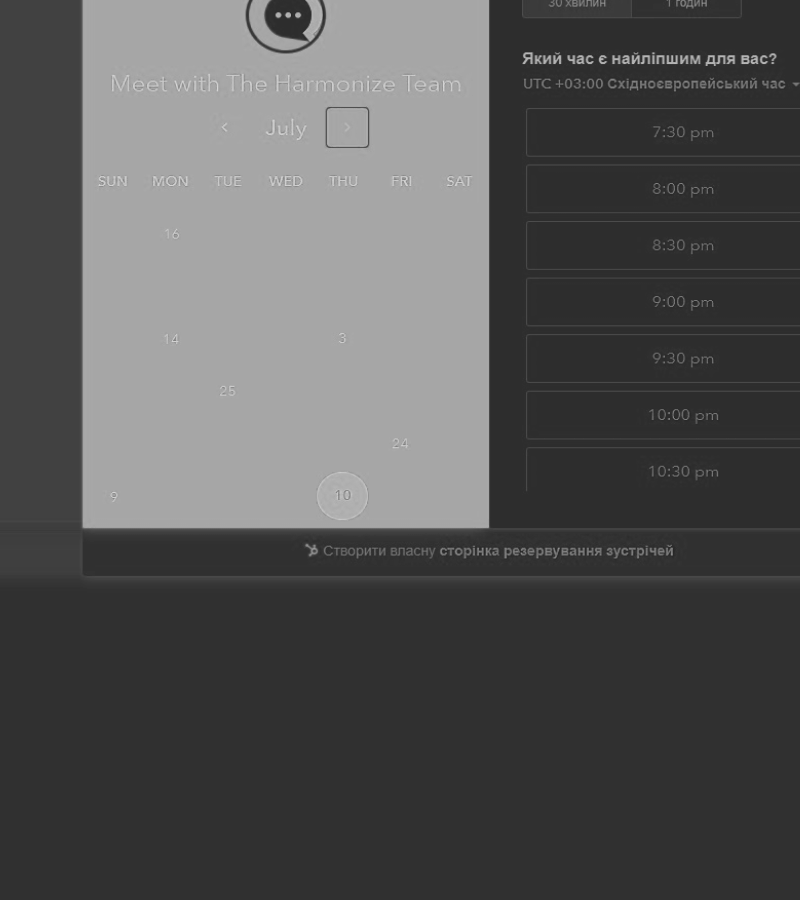 30 хвилин 1 годин
Meet with The Harmonize Team
July
SUN MON TUE WED THU FRI SAT
16
14 3
25
24
9 10
Який час є найліпшим для вас?
UTC +03:00 Східноєвропейський час
7:30 pm
8:00 pm
8:30 pm
9:00 pm
9:30 pm
10:00 pm
10:30 pm
Створити власну сторінка резервування зустрічей